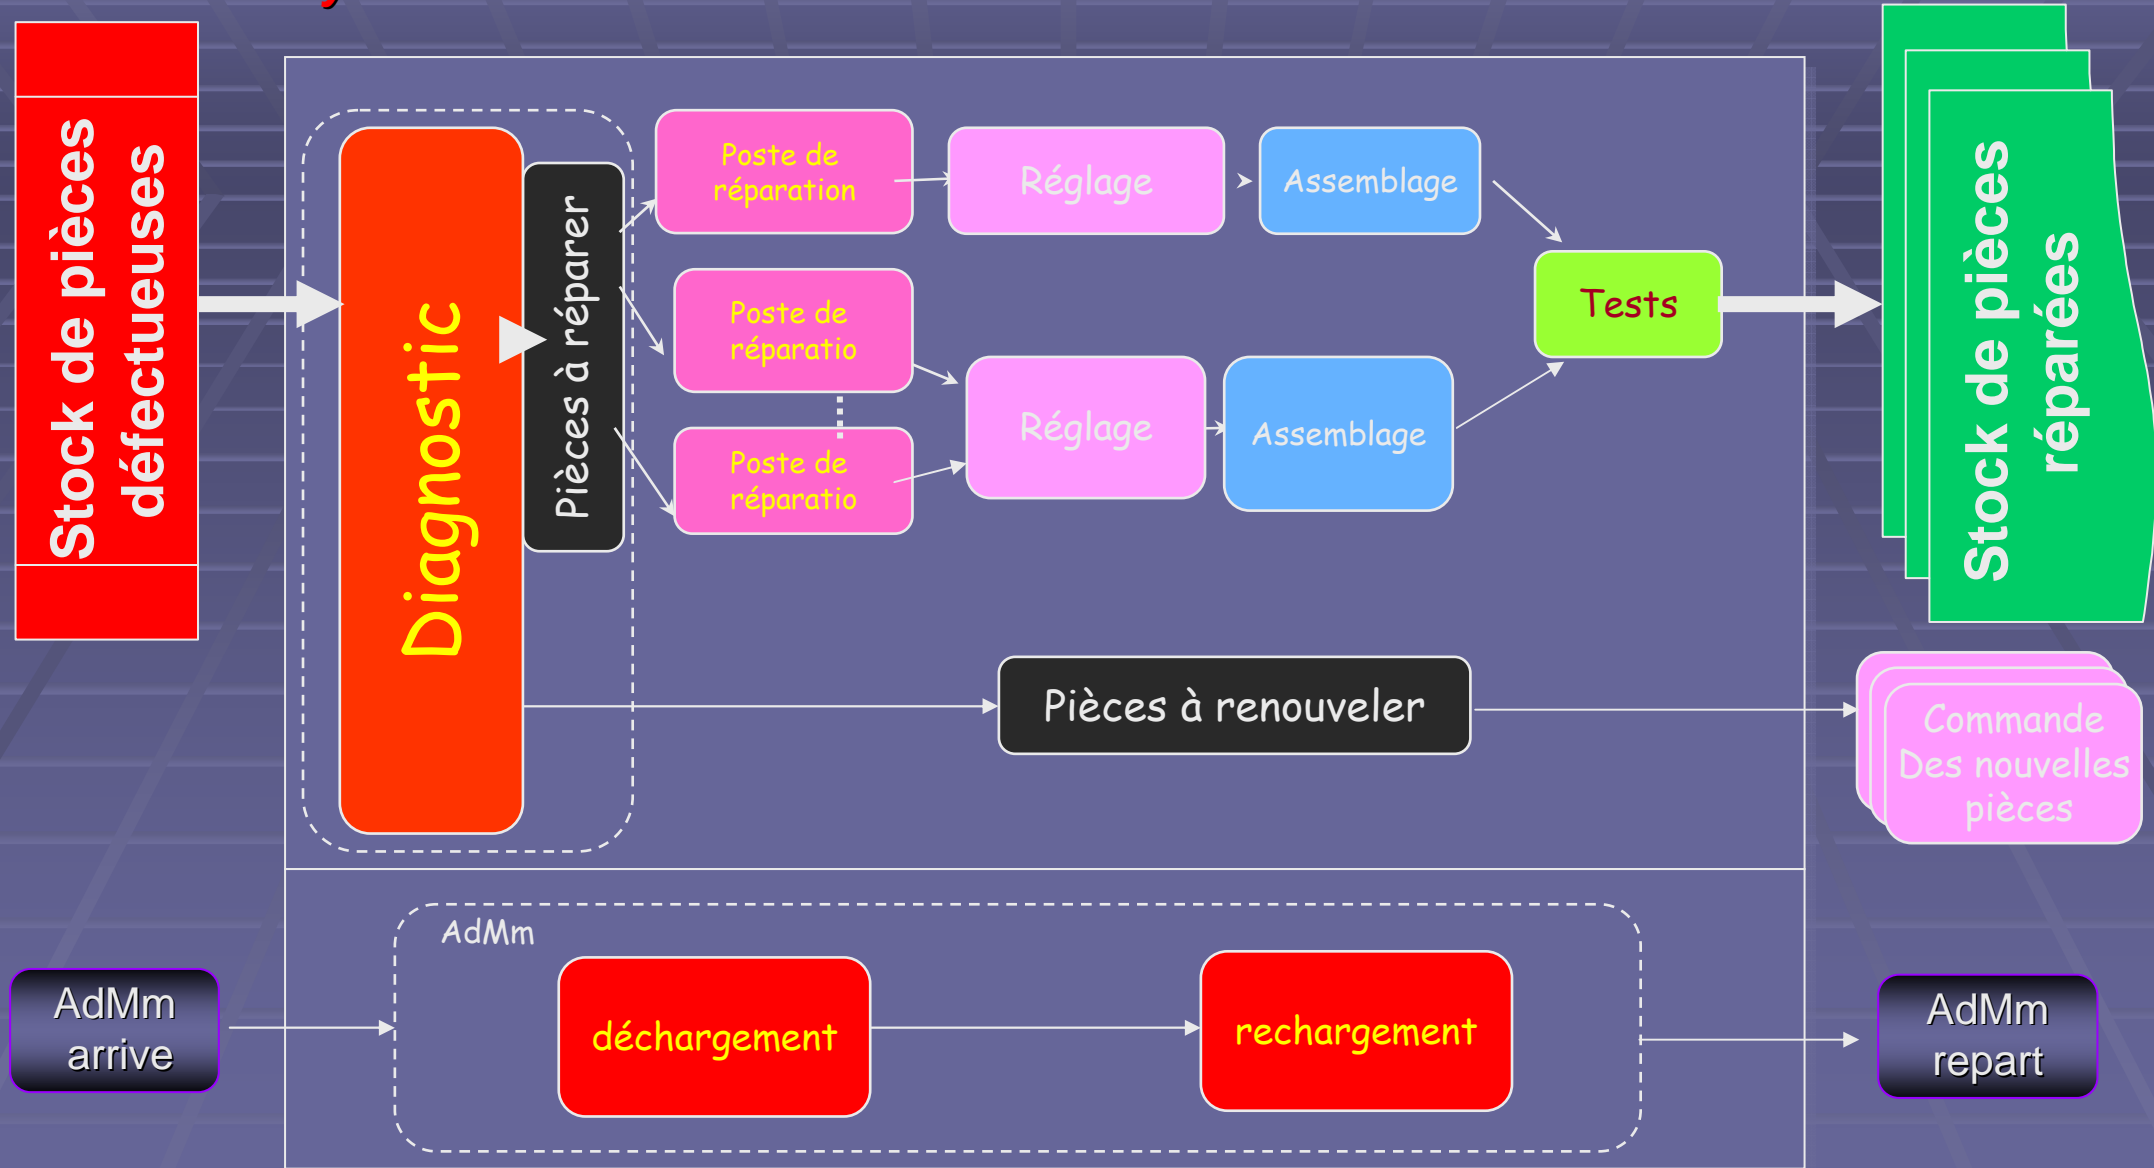 Stock de pièces
défectueuses
Diagnostic
Pièces à réparer
Poste de
réparation
Réglage
Assemblage
Poste de
réparatio
Poste de
réparatio
Réglage
Assemblage
Tests
Stock de pièces
réparées
Pièces à renouveler
Commande
Des nouvelles
pièces
AdMm
arrive
AdMm
déchargement
rechargement
AdMm
repart